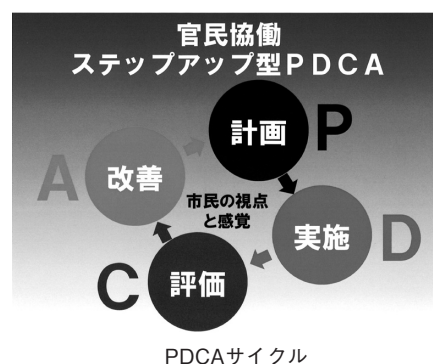 官民協働
ステップアップ型PDCA
計画
P
A
改善
市民の視点
と感覚
実施
D
C
評価
PDCAサイクル